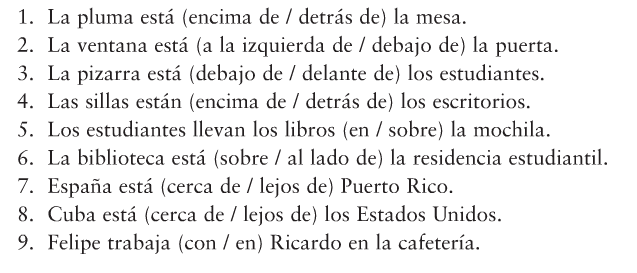 1. La pluma está (encima de / detrás de) la mesa.
2. La ventana está (a la izquierda de / debajo de) la puerta.
3. La pizarra está (debajo de / delante de) los estudiantes.
4. Las sillas están (encima de / detrás de) los escritorios.
5. Los estudiantes llevan los libros (en / sobre) la mochila.
6. La biblioteca está (sobre / al lado de) la residencia estudiantil.
7. España está (cerca de / lejos de) Puerto Rico.
8. Cuba está (cerca de / lejos de) los Estados Unidos.
9. Felipe trabaja (con / en) Ricardo en la cafetería.